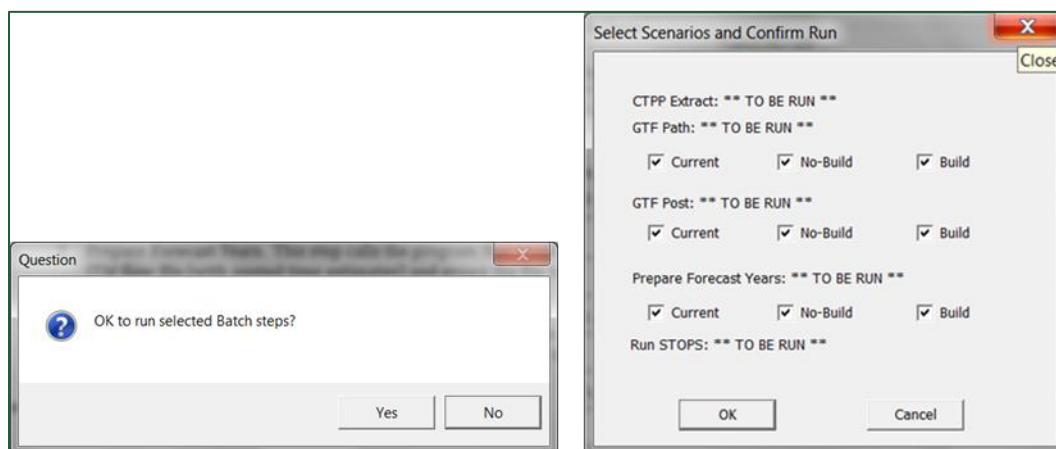 Question
OK to run selected Batch steps?
Yes No
Select Scenarios and Confirm Run
Close
CTPP Extract: ** TO BE RUN **
GTF Path: ** TO BE RUN **
Current No-Build Build
GTF Post: ** TO BE RUN **
Current No-Build Build
Prepare Forecast Years: ** TO BE RUN **
Current No-Build Build
Run STOPS: ** TO BE RUN **
OK Cancel